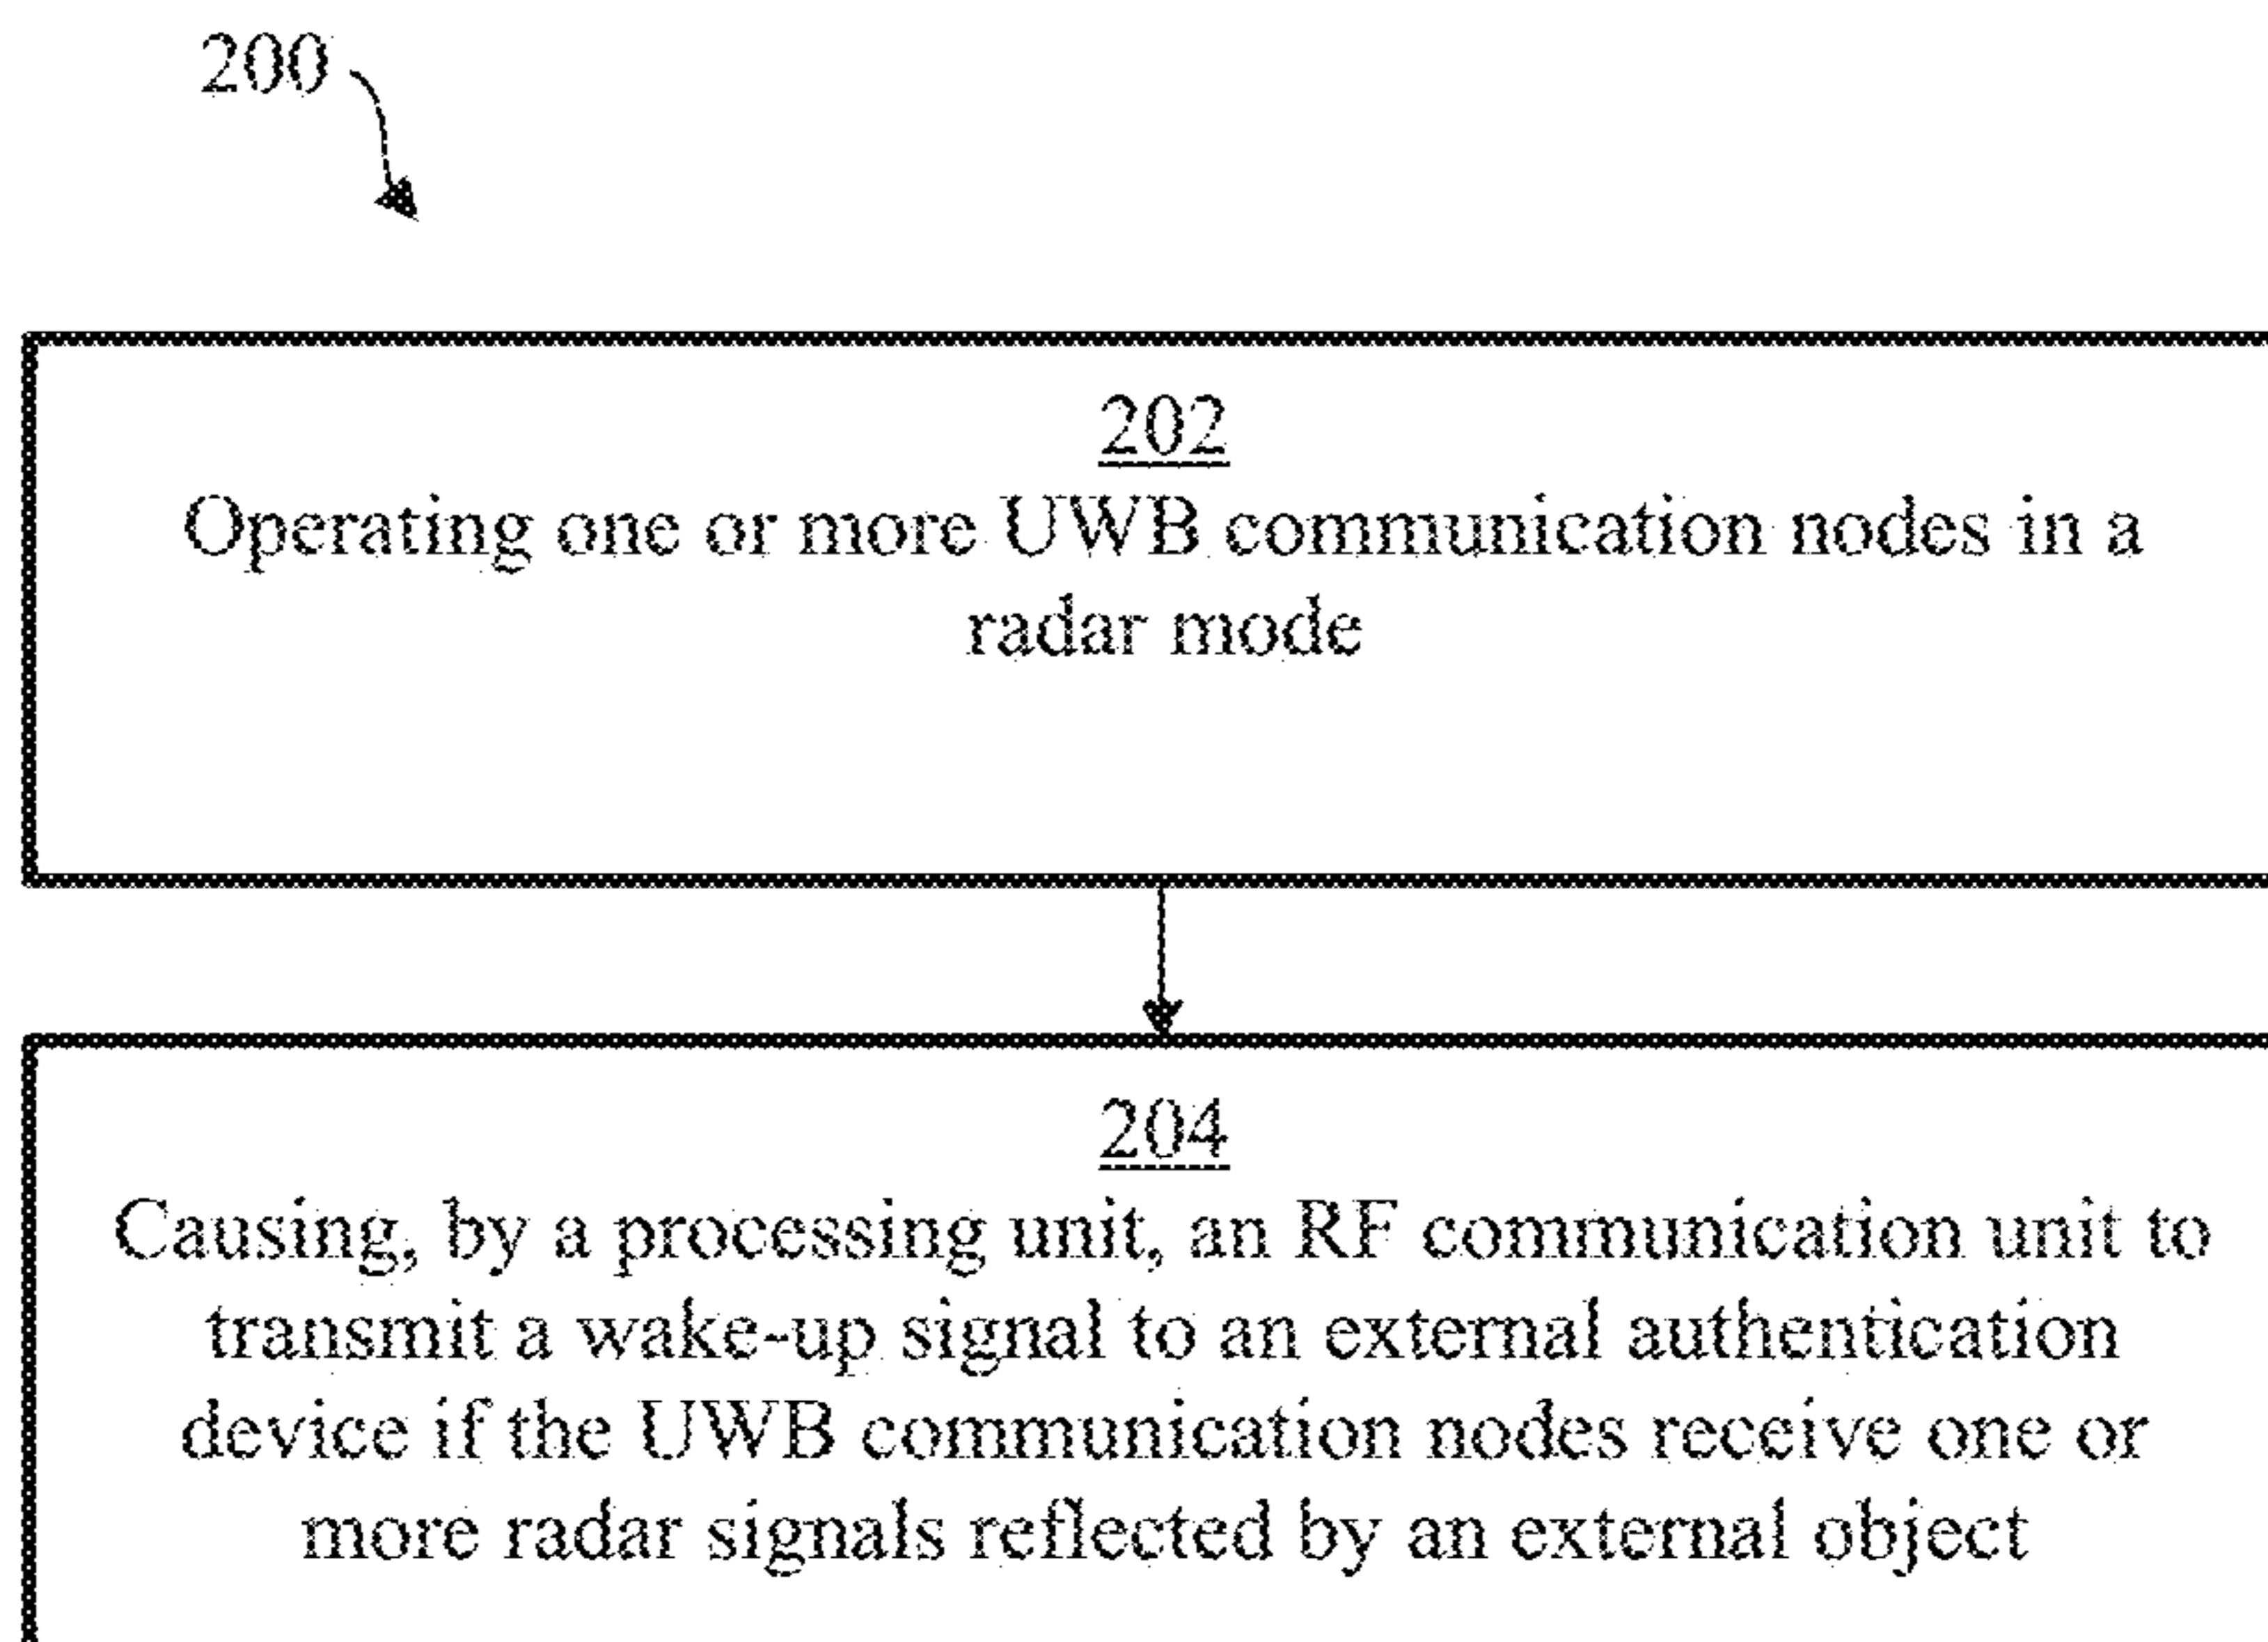 200
202
Operating one or more UWB communication nodes in a
radar mode
204
Causing, by a processing unit, an RF communication unit to
transmit a wake-up signal to an external authentication
device if the UWB communication nodes receive one or
more radar signals reflected by an external object